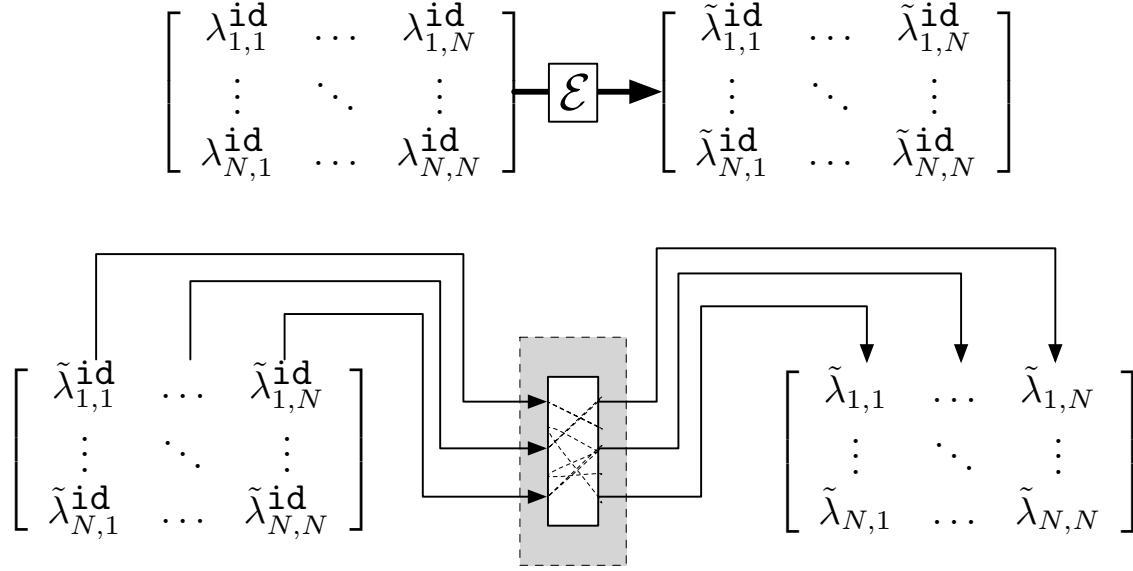 λ^id_{1,1} … λ^id_{1,N} λ̃^id_{1,1} … λ̃^id_{1,N}
⋮ ⋱ ⋮ ℰ ⋮ ⋱ ⋮
λ^id_{N,1} … λ^id_{N,N} λ̃^id_{N,1} … λ̃^id_{N,N}
λ̃^id_{1,1} … λ̃^id_{1,N} λ̃_{1,1} … λ̃_{1,N}
⋮ ⋱ ⋮ ⋮ ⋱ ⋮
λ̃^id_{N,1} … λ̃^id_{N,N} λ̃_{N,1} … λ̃_{N,N}